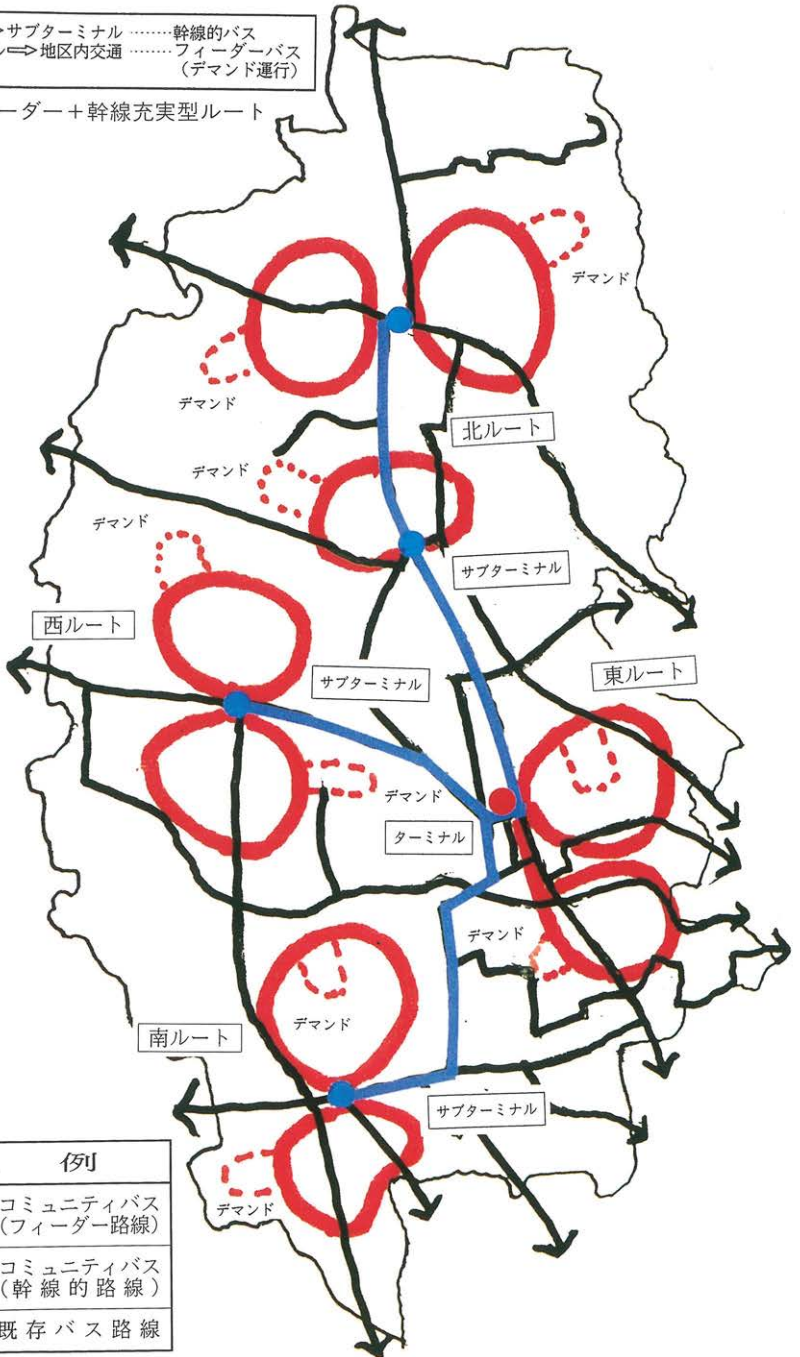 サブターミナル ········幹線的バス
⇒ 地区内交通 ········フィーダーバス
(デマンド運行)
ーダー+幹線充実型ルート
デマンド
デマンド
北ルート
デマンド
デマンド
サブターミナル
西ルート
サブターミナル
東ルート
デマンド
ターミナル
デマンド
デマンド
南ルート
サブターミナル
デマンド
例
コミュニティバス
(フィーダー路線)
コミュニティバス
(幹線的路線)
既存バス路線